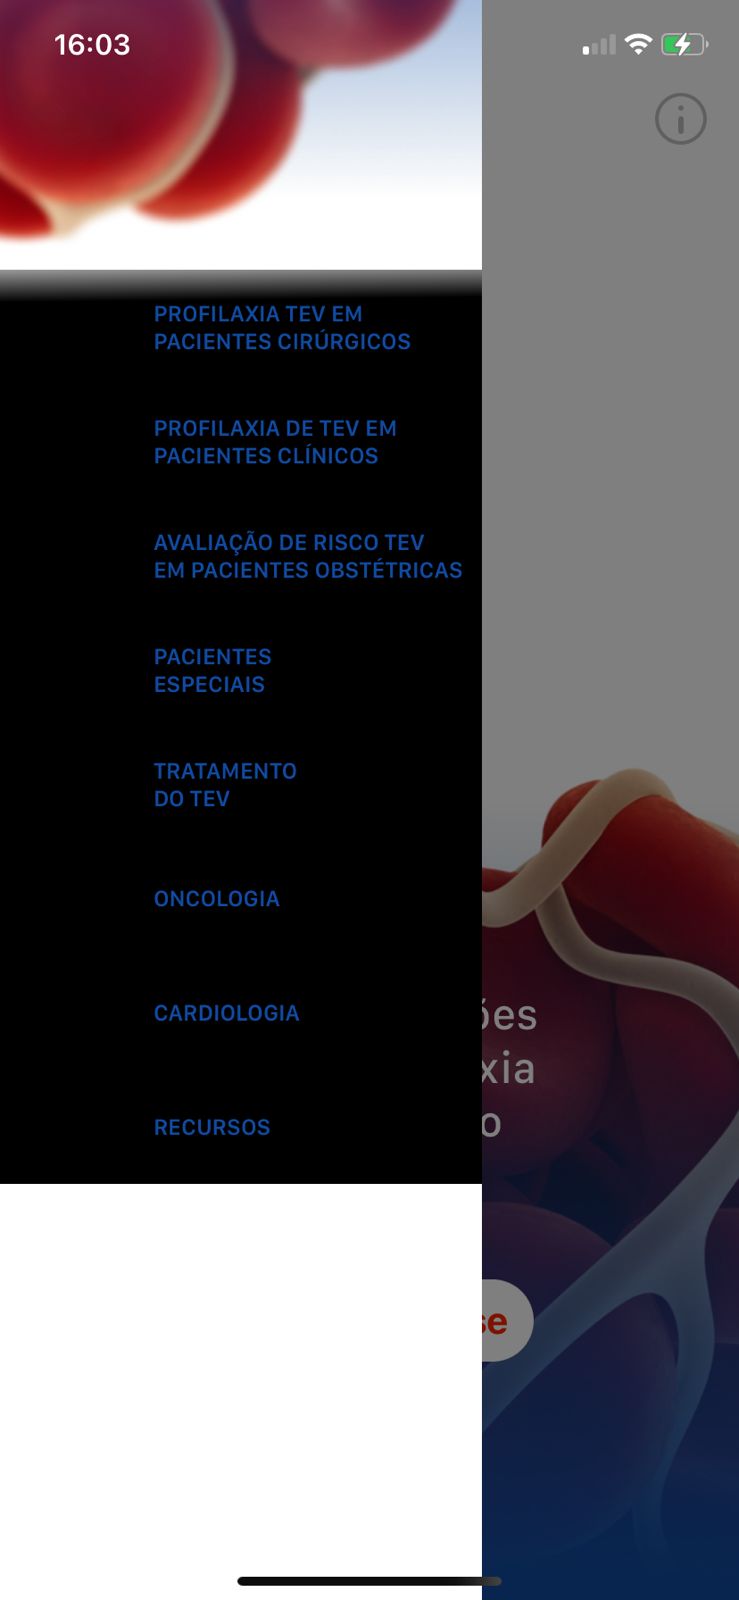 16:03
PROFILAXIA TEV EM
PACIENTES CIRÚRGICOS
PROFILAXIA DE TEV EM
PACIENTES CLÍNICOS
AVALIAÇÃO DE RISCO TEV
EM PACIENTES OBSTÉTRICAS
PACIENTES
ESPECIAIS
TRATAMENTO
DO TEV
ONCOLOGIA
CARDIOLOGIA
RECURSOS
ões
xia
o
se